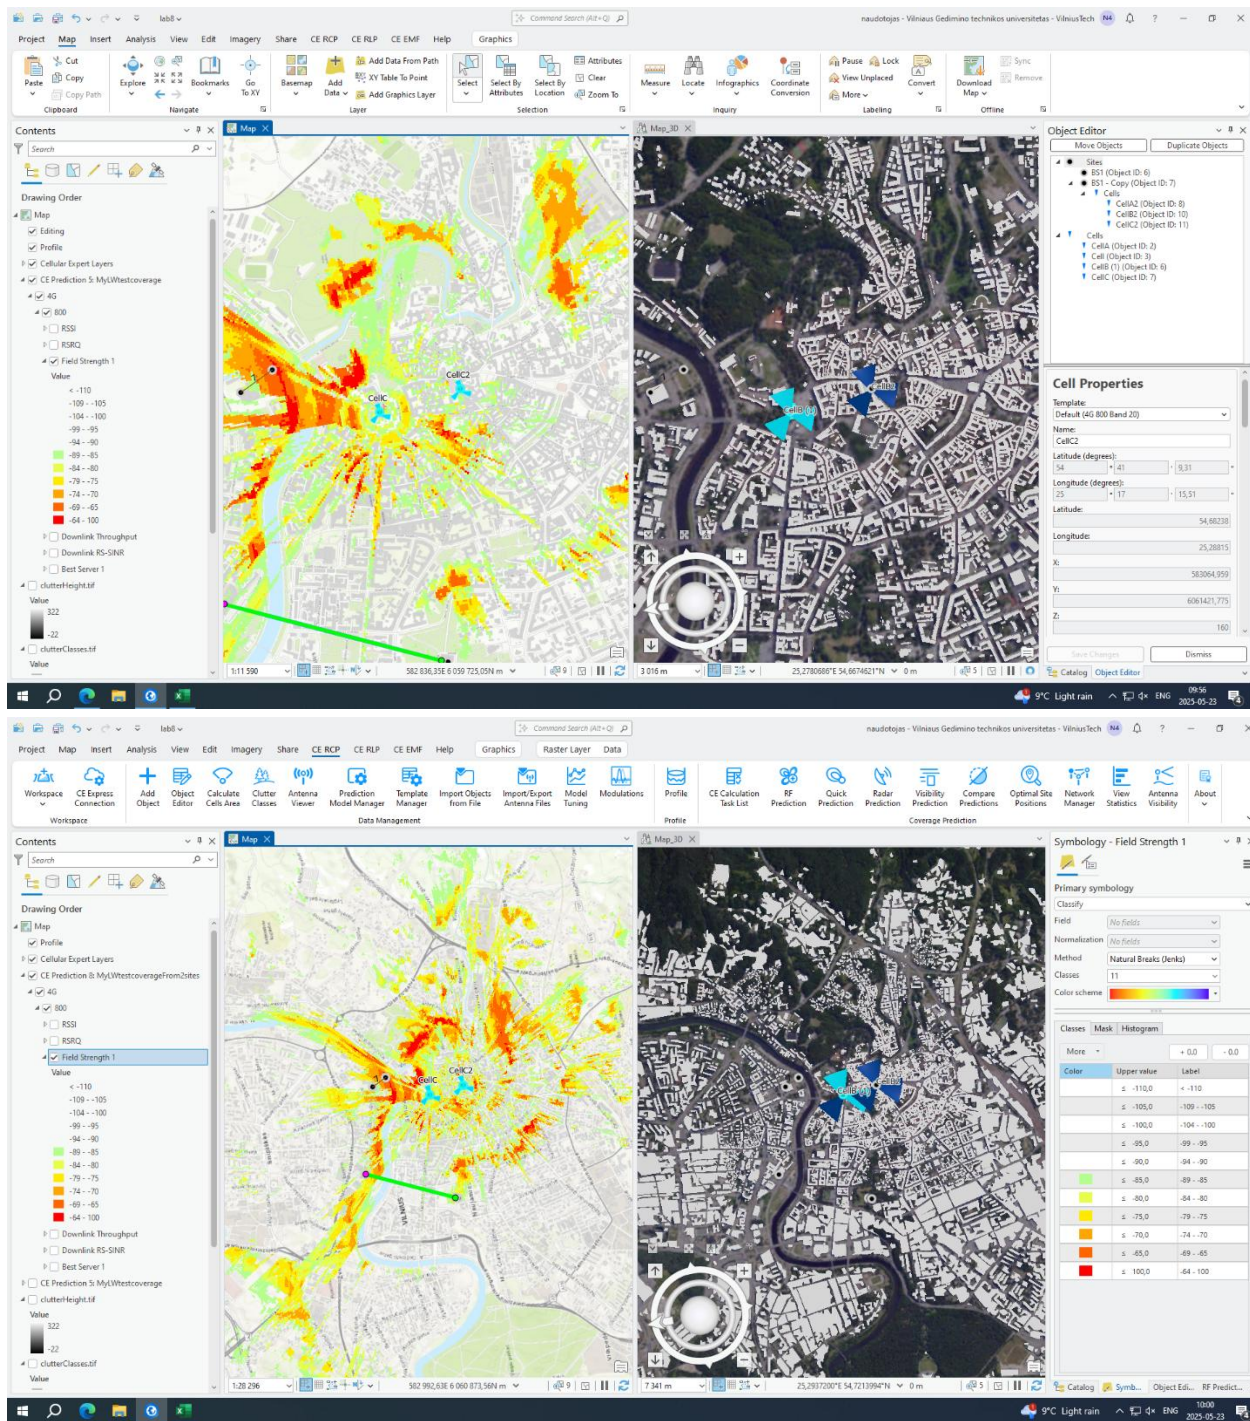 lab8
Command Search (Alt+Q)
naudotojas - Vilniaus Gedimino technikos universitetas - VilniusTech
Project Map Insert Analysis View Edit Imagery Share CE RCP CE RLP CE EMF Help Graphics
Cut
Copy
Copy Path
Paste
Clipboard
Explore
Bookmarks
Go To XY
Navigate
Basemap
Add Data
Add Data From Path
XY Table To Point
Add Graphics Layer
Layer
Select
Select By Attributes
Select By Location
Attributes
Clear
Zoom To
Selection
Measure
Locate
Infographics
Coordinate Conversion
Inquiry
Pause Lock
View Unplaced
More
Convert
Labeling
Download Map
Sync
Remove
Offline
Contents
Search
Drawing Order
Map
Editing
Profile
Cellular Expert Layers
CE Prediction 5: MyLWtestcoverage
4G
800
RSSI
RSRQ
Field Strength 1
Value
< -110
-109 - -105
-104 - -100
-99 - -95
-94 - -90
-89 - -85
-84 - -80
-79 - -75
-74 - -70
-69 - -65
-64 - 100
Downlink Throughput
Downlink RS-SINR
Best Server 1
clutterHeight.tif
Value
322
-22
clutterClasses.tif
Value
Map
CellC2
CellC
1:11 590
582 836,35E 6 059 725,05N m
9
Map_3D
CellB (1)
CellB2
3 016 m
25,2780686°E 54,6674621°N 0 m
5
Object Editor
Move Objects Duplicate Objects
Sites
BS1 (Object ID: 6)
BS1 - Copy (Object ID: 7)
Cells
CellA2 (Object ID: 8)
CellB2 (Object ID: 10)
CellC2 (Object ID: 11)
Cells
CellA (Object ID: 2)
Cell (Object ID: 3)
CellB (1) (Object ID: 6)
CellC (Object ID: 7)
Cell Properties
Template:
Default (4G 800 Band 20)
Name:
CellC2
Latitude (degrees):
54 ° 41 ' 9,31 "
Longitude (degrees):
25 ° 17 ' 15,51 "
Latitude:
54,68238
Longitude:
25,28815
X:
583064,959
Y:
6061421,775
Z:
160
Save Changes Dismiss
Catalog Object Editor
9°C Light rain ENG 09:56
2025-05-23
lab8
Command Search (Alt+Q)
naudotojas - Vilniaus Gedimino technikos universitetas - VilniusTech
Project Map Insert Analysis View Edit Imagery Share CE RCP CE RLP CE EMF Help Graphics Raster Layer Data
Workspace
CE Express Connection
Workspace
Add Object
Object Editor
Calculate Cells Area
Clutter Classes
Antenna Viewer
Prediction Model Manager
Template Manager
Import Objects from File
Import/Export Antenna Files
Model Tuning
Modulations
Data Management
Profile
Profile
CE Calculation Task List
RF Prediction
Quick Prediction
Radar Prediction
Visibility Prediction
Compare Predictions
Optimal Site Positions
Network Manager
View Statistics
Antenna Visibility
Coverage Prediction
About
Contents
Search
Drawing Order
Map
Profile
Cellular Expert Layers
CE Prediction 8: MyLWtestcoverageFrom2sites
4G
800
RSSI
RSRQ
Field Strength 1
Value
< -110
-109 - -105
-104 - -100
-99 - -95
-94 - -90
-89 - -85
-84 - -80
-79 - -75
-74 - -70
-69 - -65
-64 - 100
Downlink Throughput
Downlink RS-SINR
Best Server 1
CE Prediction 5: MyLWtestcoverage
clutterHeight.tif
Value
322
-22
clutterClasses.tif
Value
Map
CellC2
CellC
VILNIUS
1:28 296
582 992,63E 6 060 873,56N m
9
Map_3D
CellB (1)
7 341 m
25,2937200°E 54,7213994°N 0 m
5
Symbology - Field Strength 1
Primary symbology
Classify
Field No fields
Normalization No fields
Method Natural Breaks (Jenks)
Classes 11
Color scheme
Classes Mask Histogram
More + 0.0 - 0.0
Color Upper value Label
≤ -110,0 < -110
≤ -105,0 -109 - -105
≤ -100,0 -104 - -100
≤ -95,0 -99 - -95
≤ -90,0 -94 - -90
≤ -85,0 -89 - -85
≤ -80,0 -84 - -80
≤ -75,0 -79 - -75
≤ -70,0 -74 - -70
≤ -65,0 -69 - -65
≤ 100,0 -64 - 100
Catalog Symb... Object Edi... RF Predict...
9°C Light rain ENG 10:00
2025-05-23